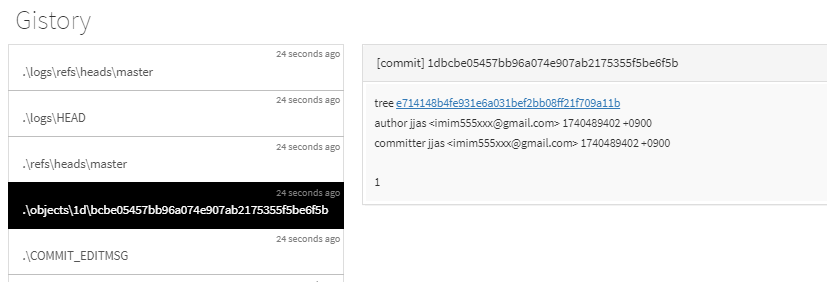 Gistory
24 seconds ago
.\logs\refs\heads\master
24 seconds ago
.\logs\HEAD
24 seconds ago
.\refs\heads\master
24 seconds ago
.\objects\1d\bcbe05457bb96a074e907ab2175355f5be6f5b
24 seconds ago
.\COMMIT_EDITMSG
[commit] 1dbcbe05457bb96a074e907ab2175355f5be6f5b
tree e714148b4fe931e6a031bef2bb08ff21f709a11b
author jjas <imim555xxx@gmail.com> 1740489402 +0900
committer jjas <imim555xxx@gmail.com> 1740489402 +0900
1